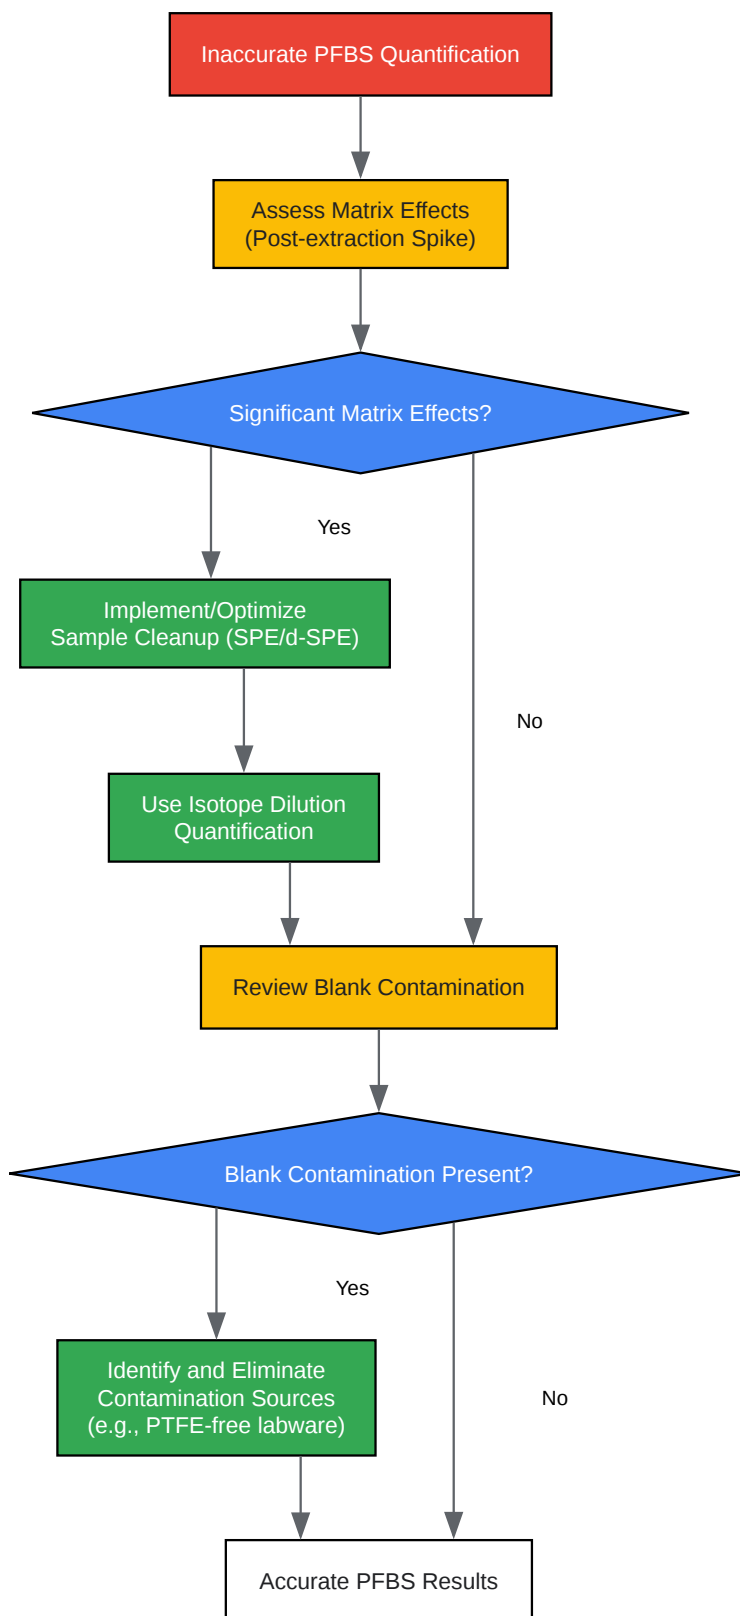 Inaccurate PFBS Quantification
Assess Matrix Effects
(Post-extraction Spike)
Significant Matrix Effects?
Yes
Implement/Optimize
Sample Cleanup (SPE/d-SPE)
No
Use Isotope Dilution
Quantification
Review Blank Contamination
Blank Contamination Present?
Yes
Identify and Eliminate
Contamination Sources
(e.g., PTFE-free labware)
No
Accurate PFBS Results